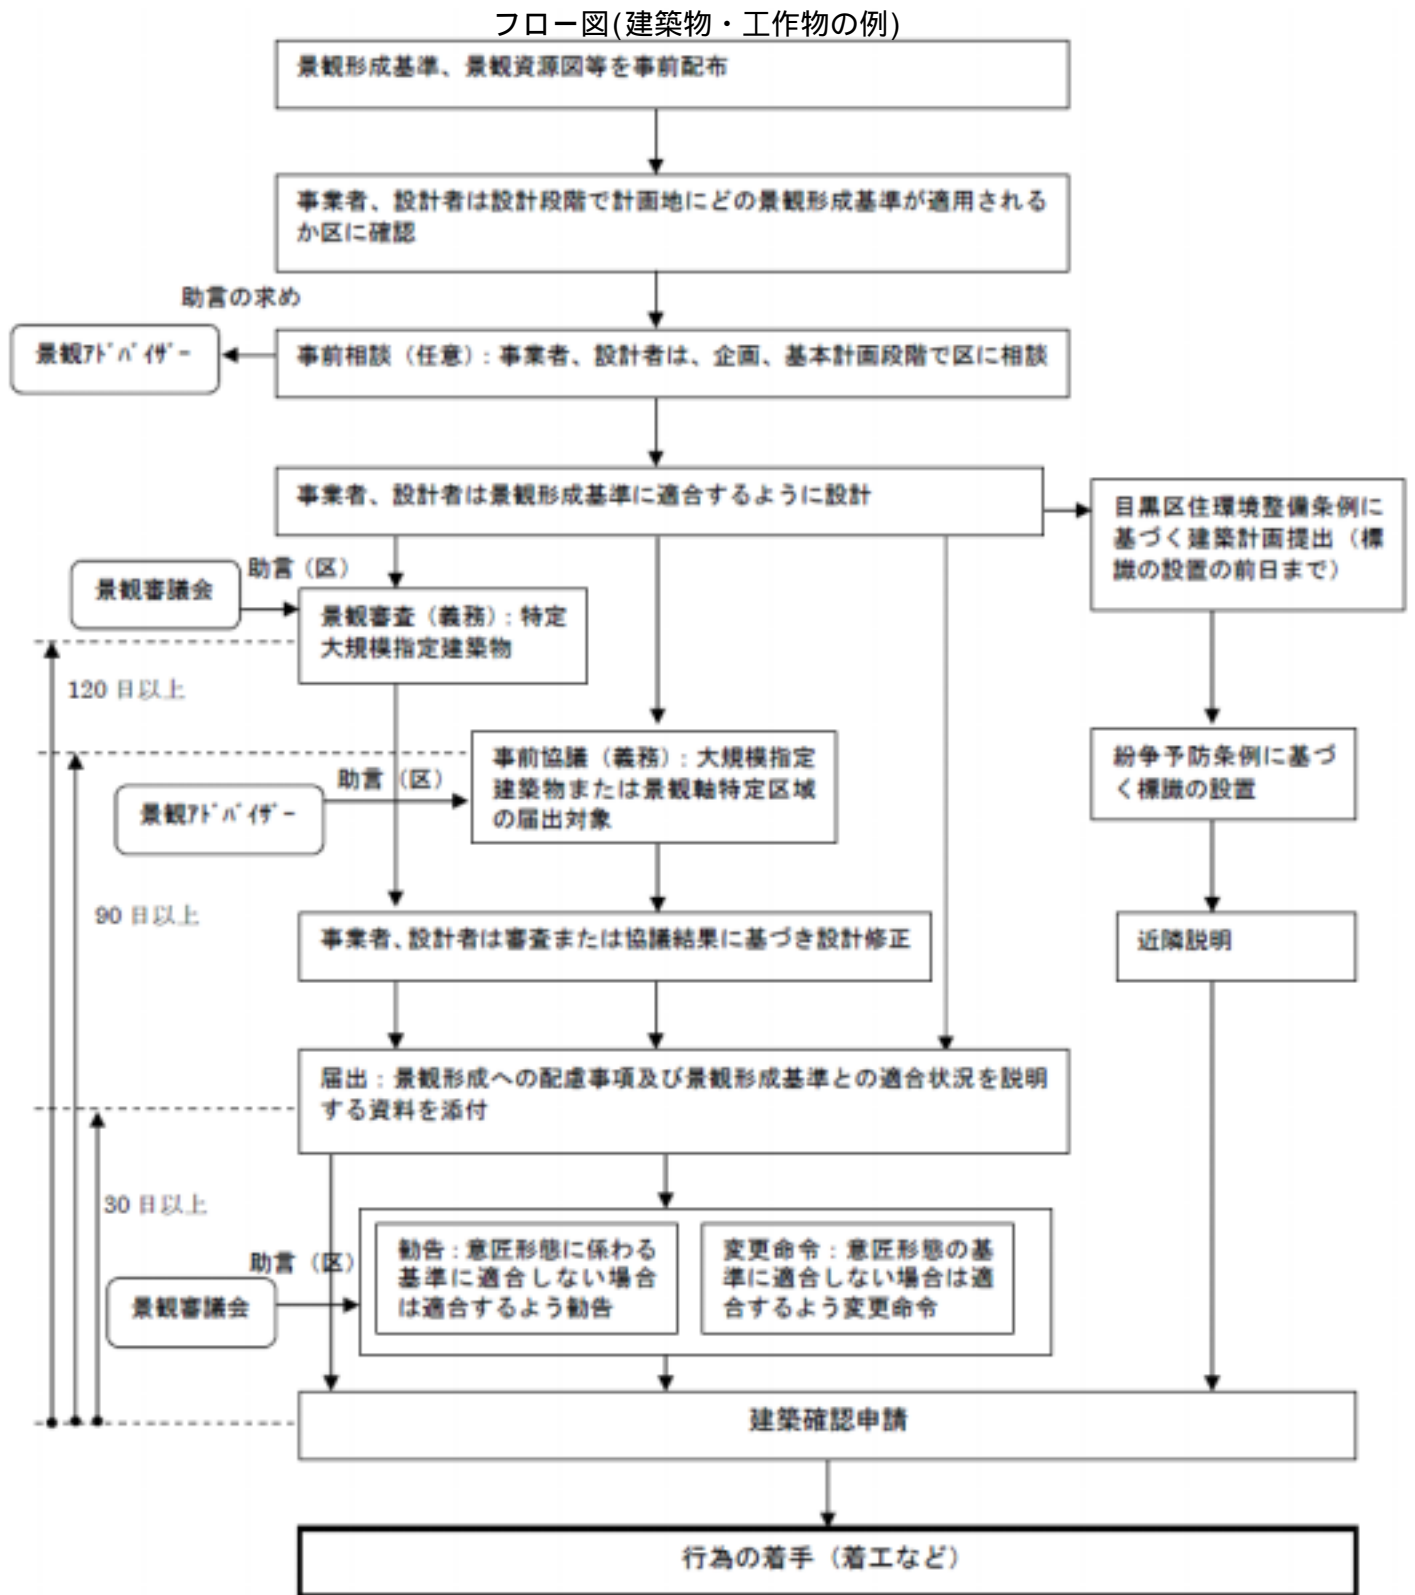 フロー図(建築物・工作物の例)
景観形成基準、景観資源図等を事前配布
事業者、設計者は設計段階で計画地にどの景観形成基準が適用される
か区に確認
助言の求め
景観ｱﾄﾞﾊﾞｲｻﾞｰ
事前相談（任意）：事業者、設計者は、企画、基本計画段階で区に相談
事業者、設計者は景観形成基準に適合するように設計
目黒区住環境整備条例に
基づく建築計画提出（標
識の設置の前日まで）
景観審議会
助言（区）
景観審査（義務）：特定
大規模指定建築物
120 日以上
事前協議（義務）：大規模指定
建築物または景観軸特定区域
の届出対象
紛争予防条例に基づ
く標識の設置
助言（区）
景観ｱﾄﾞﾊﾞｲｻﾞｰ
90 日以上
事業者、設計者は審査または協議結果に基づき設計修正
近隣説明
届出：景観形成への配慮事項及び景観形成基準との適合状況を説明
する資料を添付
30 日以上
助言（区）
景観審議会
勧告：意匠形態に係わる
基準に適合しない場合
は適合するよう勧告
変更命令：意匠形態の基
準に適合しない場合は適
合するよう変更命令
建築確認申請
行為の着手（着工など）